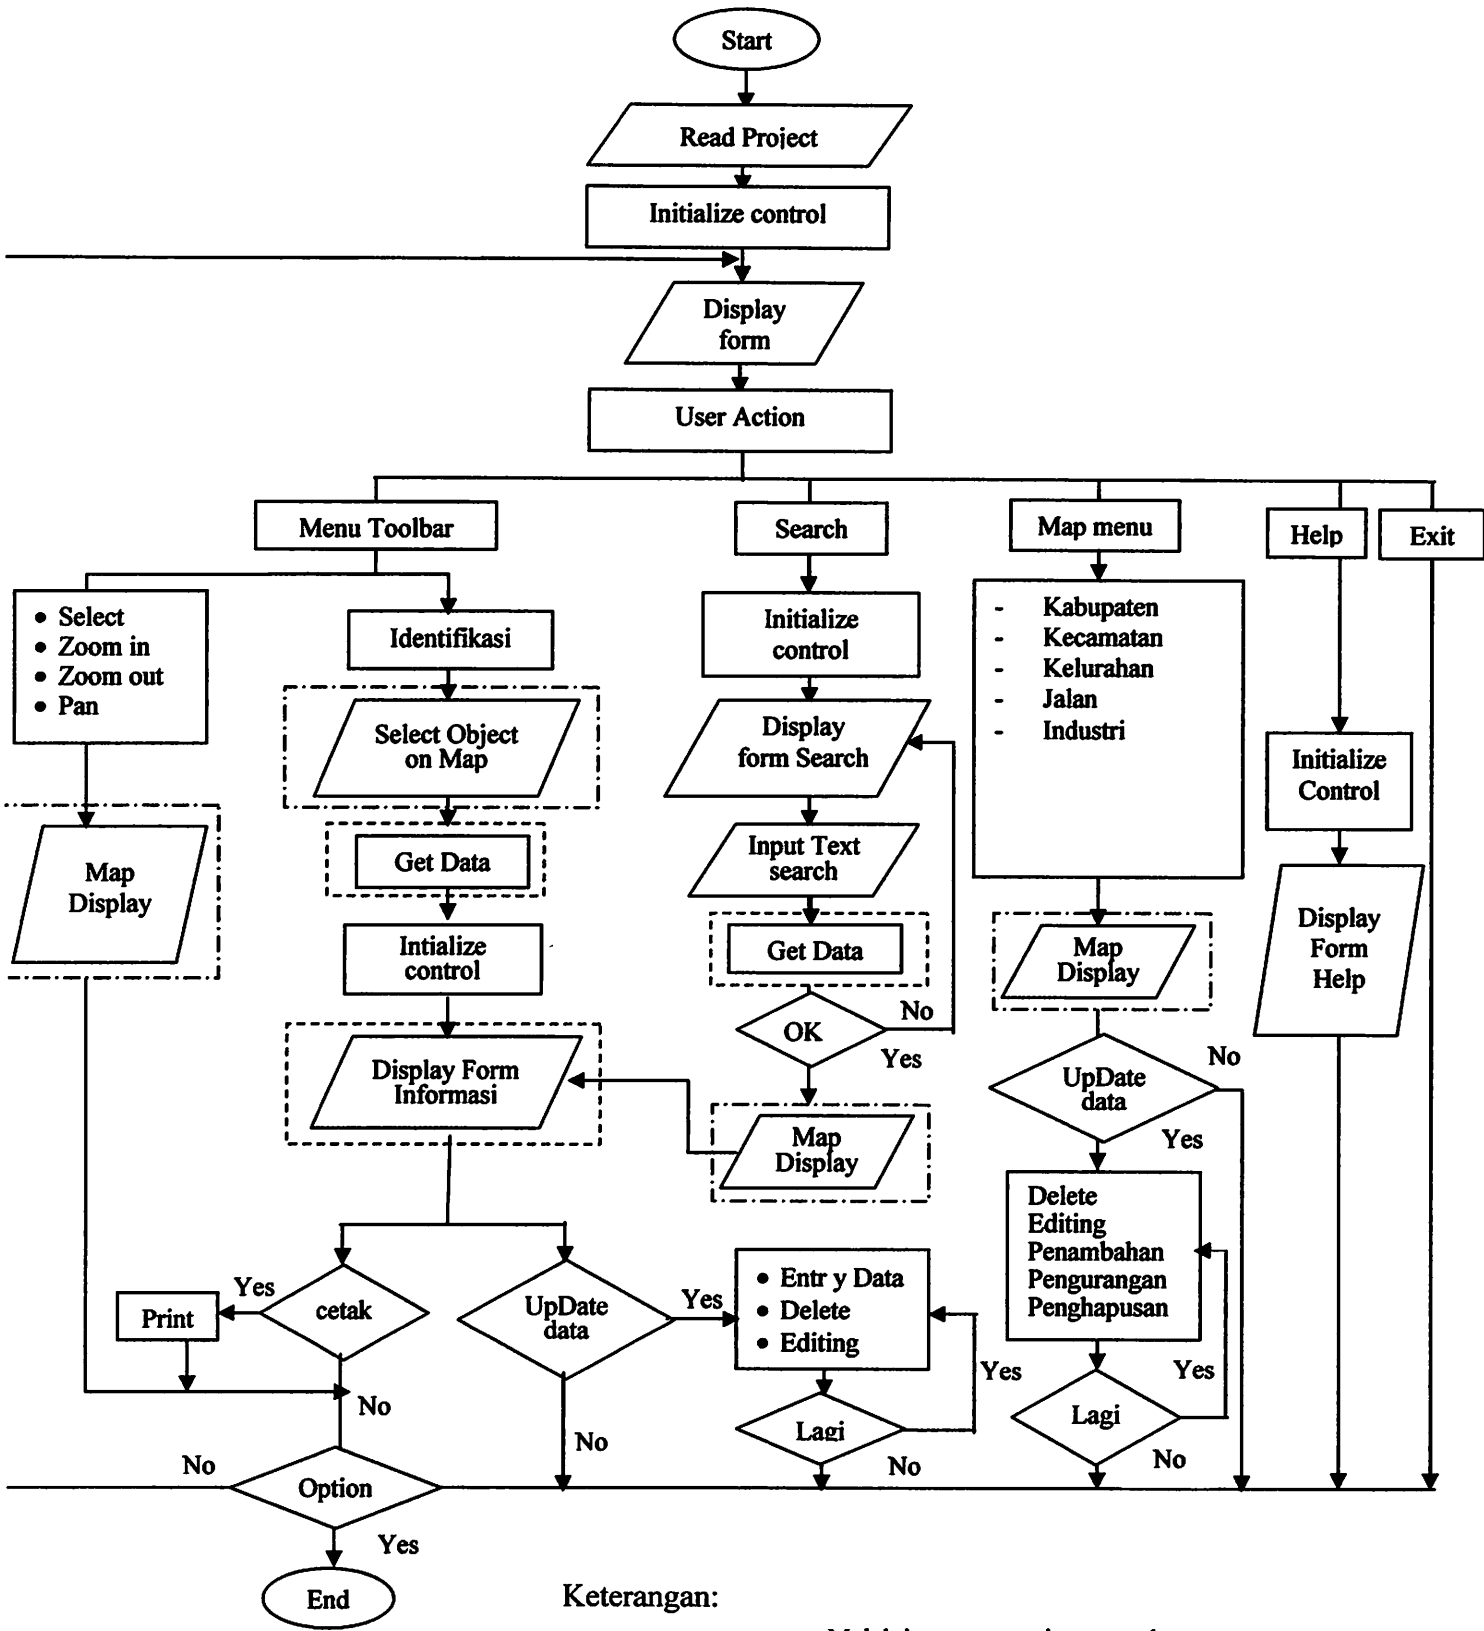 Start
Read Project
Initialize control
Display
form
User Action
Menu Toolbar
Search
Map menu
Help
Exit
• Select
• Zoom in
• Zoom out
• Pan
Map
Display
Identifikasi
Select Object
on Map
Get Data
Intialize
control
Display Form
Informasi
Initialize
control
Display
form Search
Input Text
search
Get Data
OK
No
Yes
Map
Display
- Kabupaten
- Kecamatan
- Kelurahan
- Jalan
- Industri
Map
Display
UpDate
data
No
Yes
Delete
Editing
Penambahan
Pengurangan
Penghapusan
Yes
Lagi
No
Initialize
Control
Display
Form
Help
Yes
cetak
Print
No
UpDate
data
Yes
No
• Entr y Data
• Delete
• Editing
Yes
Lagi
No
No
Option
Yes
End
Keterangan: